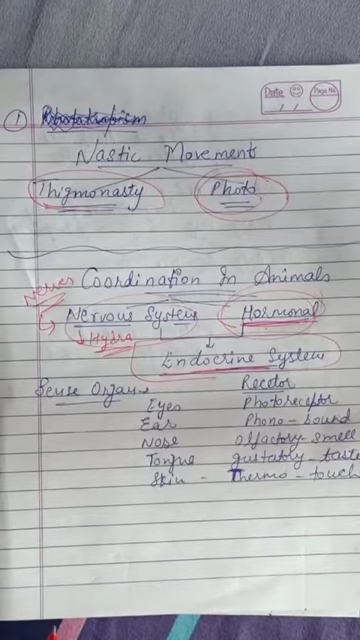 Date Page No.
/ /
①
Nastic Movement
Thigmonasty Photo
Coordination In Animals
Nerves
Nervous System Hormonal
Hydra
Endocrine System
Sense Organs Recetor
Eyes Photoreceptor
Ear Phono - sound
Nose olfactory - smell
Tongue gustatory - taste
Skin - Thermo - touch